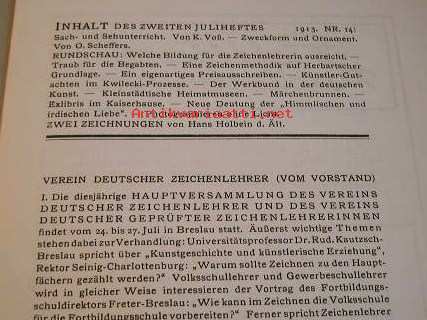 INHALT DES ZWEITEN JULIHEFTES 1913. NR. 14:
Sach- und Sehunterricht. Von K. Voß. — Zweckform und Ornament.
Von O. Scheffers.
RUNDSCHAU: Welche Bildung für die Zeichenlehrerin ausreicht. —
Traub für die Begabten. — Eine Zeichenmethodik auf Herbartscher
Grundlage. — Ein eigenartiges Preisausschreiben. — Künstler-Gut-
achten im Kwilecki-Prozesse. — Der Werkbund in der deutschen
Kunst. — Kleinstädtische Heimatmuseen. — Märchenbrunnen. —
Exlibris im Kaiserhause. — Neue Deutung der „Himmlischen und
irdischen Liebe“. —
ZWEI ZEICHNUNGEN von Hans Holbein d. Ält.
VEREIN DEUTSCHER ZEICHENLEHRER (VOM VORSTAND)
I. Die diesjährige HAUPTVERSAMMLUNG DES VEREINS
DEUTSCHER ZEICHENLEHRER UND DES VEREINS
DEUTSCHER GEPRÜFTER ZEICHENLEHRERINNEN
findet vom 24. bis 27. Juli in Breslau statt. Äußerst wichtige Themen
stehen dabei zur Verhandlung: Universitätsprofessor Dr. Rud. Kautzsch-
Breslau spricht über „Kunstgeschichte und künstlerische Erziehung“,
Rektor Seinig-Charlottenburg: „Warum sollte Zeichnen zu den Haupt-
fächern gezählt werden?“ Volksschullehrer und Gewerbeschullehrer
wird in gleicher Weise interessieren der Vortrag des Fortbildungs-
schuldirektors Freter-Breslau: „Wie kann im Zeichnen die Volksschule
für die Fortbildungsschule vorbereiten?“ Ferner spricht Zeichenlehrer